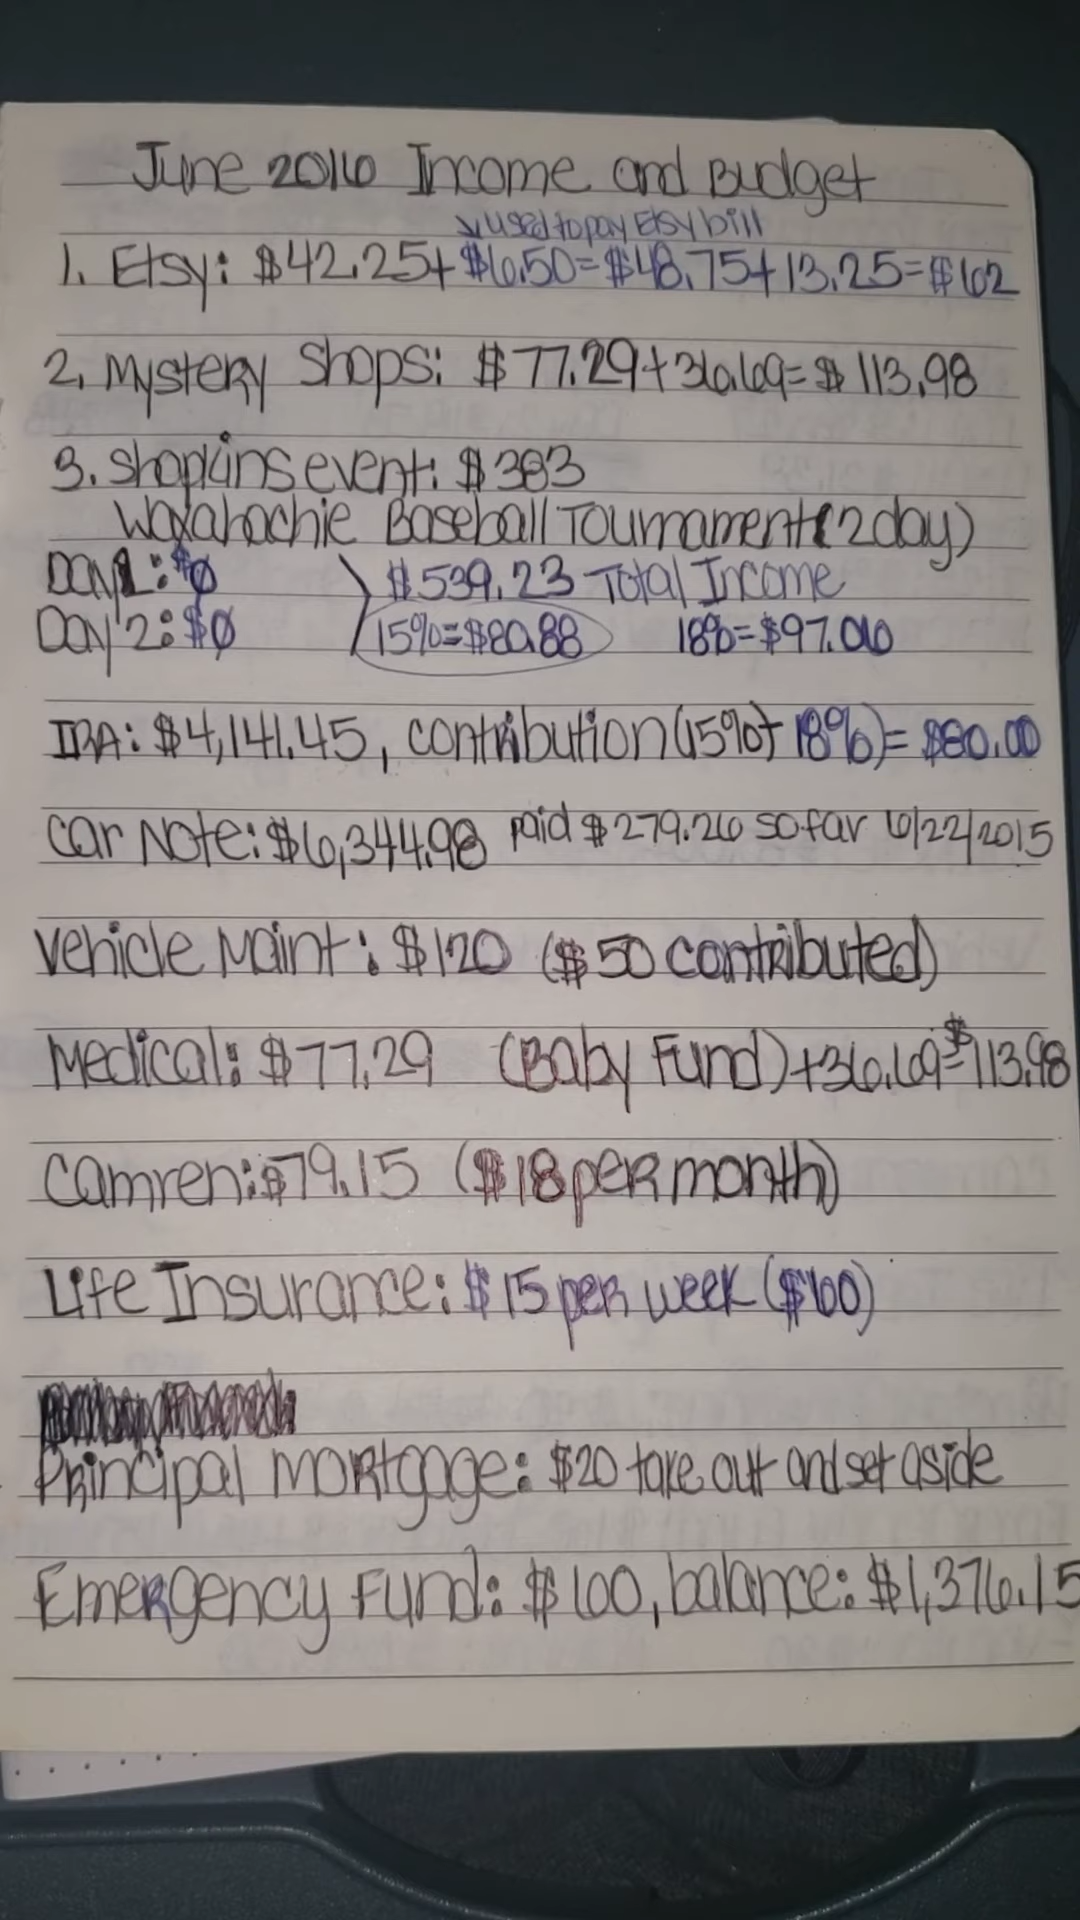 June 2016 Income and Budget
↘used to pay Etsy bill
1. Etsy: $42.25+$6.50=$48.75+13.25=$62
2. Mystery Shops: $77.29+36.69=$113.98
3. Shopkins event: $383
Waxahachie Baseball Tournament (2day)
Day1: $0 $539.23 Total Income
Day 2: $0 15%=$80.88 18%=$97.06
IRA: $4,141.45, contribution (15%+18%)= $80.00
Car Note: $6,344.98 paid $279.26 so far 6/22/2015
Vehicle Maint: $120 ($50 contributed)
Medical: $77.29 (Baby Fund)+36.69=$113.98
Camren: $79.15 ($18 per month)
Life Insurance: $15 per week ($60)
Principal Mortgage: $20 take out and set aside
Emergency Fund: $100, balance: $1,376.15